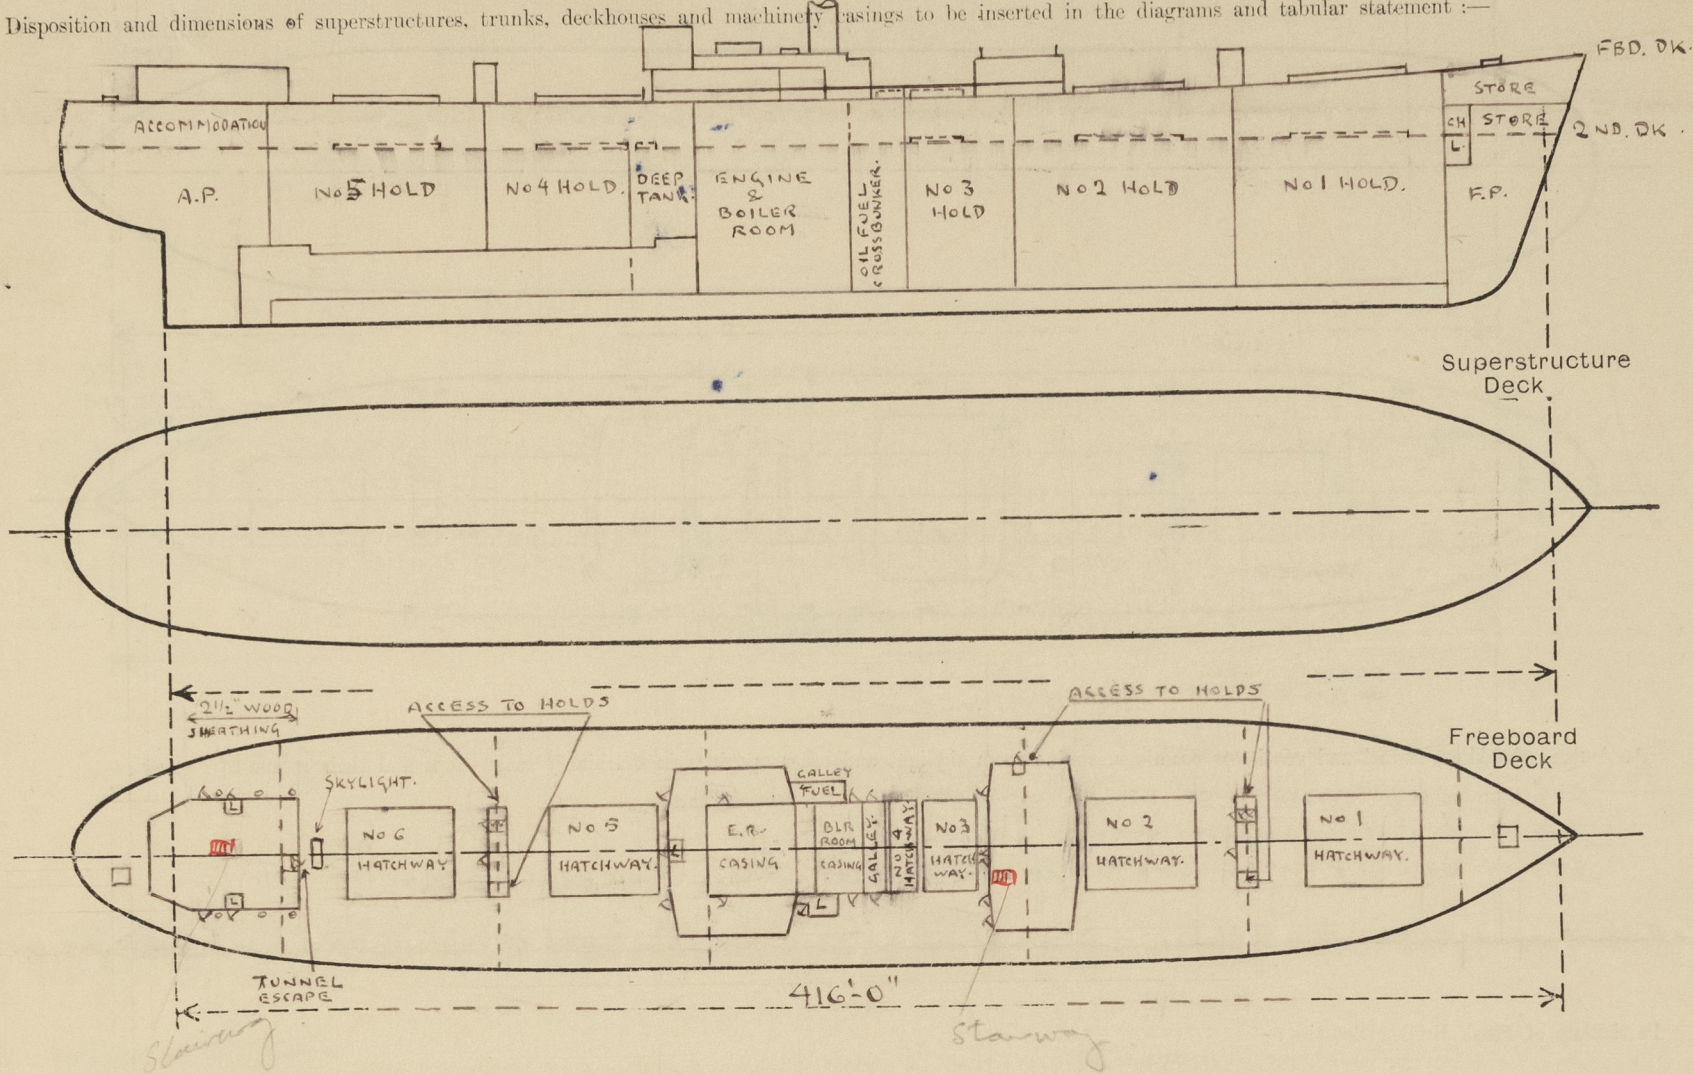 Disposition and dimensions of superstructures, trunks, deckhouses and machinery casings to be inserted in the diagrams and tabular statement :—
FBD. DK.
STORE
ACCOMMODATION
CH
L.
STORE
2ND. DK.
A.P.
No 5 HOLD
No 4 HOLD.
DEEP
TANK.
ENGINE
&
BOILER
ROOM
OIL FUEL
CROSS BUNKER.
No 3
HOLD
No 2 HOLD
No 1 HOLD.
F.P.
Superstructure
Deck
2½" WOOD
SHEATHING
ACCESS TO HOLDS
ACCESS TO HOLDS
Freeboard
Deck
SKYLIGHT.
GALLEY
FUEL
L
No 6
HATCHWAY
No 5
HATCHWAY.
E.R.
CASING
BLR
ROOM
CASING
GALLEY.
No 4
HATCHWAY.
No 3
HATCH
WAY.
No 2
HATCHWAY.
No 1
HATCHWAY.
L
L
L
TUNNEL
ESCAPE
416'-0"
Stairway
Stairway